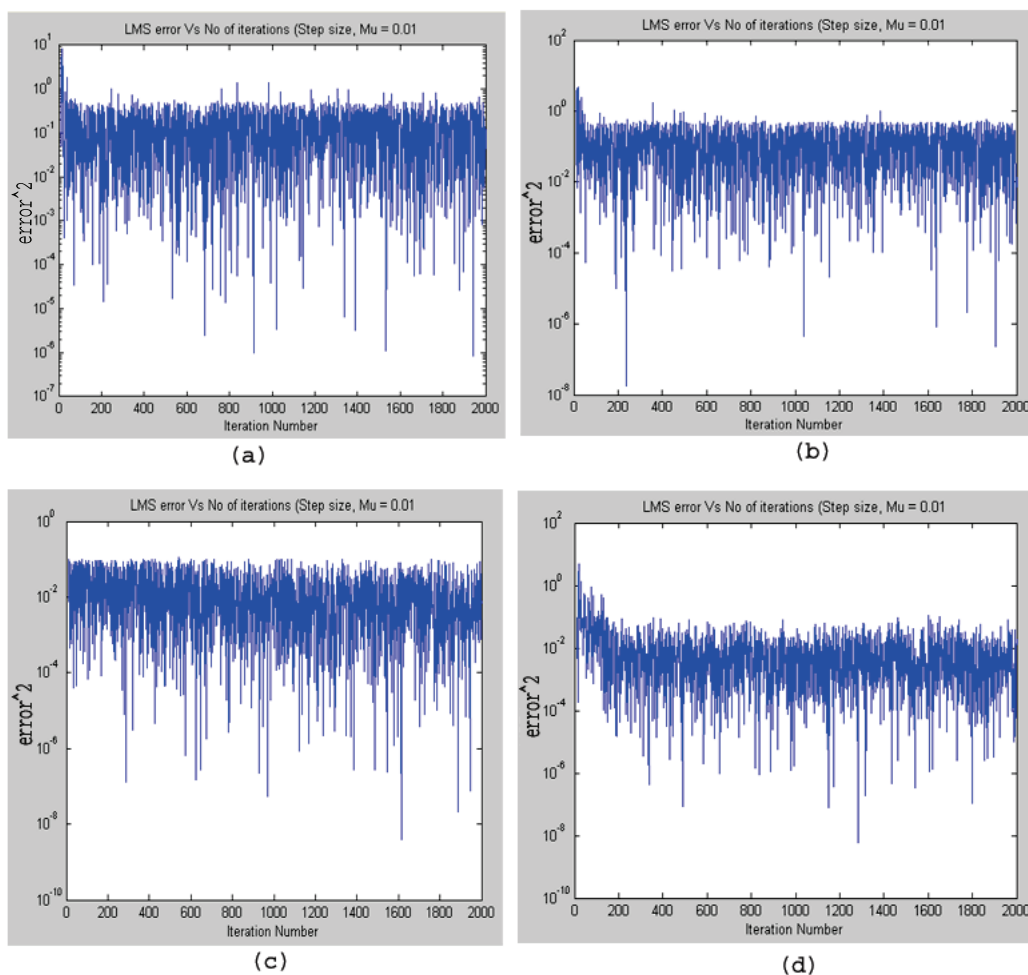 LMS error Vs No of iterations (Step size, Mu = 0.01
10^1
10^0
10^-1
10^-2
10^-3
10^-4
10^-5
10^-6
10^-7
error^2
0 200 400 600 800 1000 1200 1400 1600 1800 2000
Iteration Number
(a)
LMS error Vs No of iterations (Step size, Mu = 0.01
10^2
10^0
10^-2
10^-4
10^-6
10^-8
error^2
0 200 400 600 800 1000 1200 1400 1600 1800 2000
Iteration Number
(b)
LMS error Vs No of iterations (Step size, Mu = 0.01
10^0
10^-2
10^-4
10^-6
10^-8
10^-10
error^2
0 200 400 600 800 1000 1200 1400 1600 1800 2000
Iteration Number
(c)
LMS error Vs No of iterations (Step size, Mu = 0.01
10^2
10^0
10^-2
10^-4
10^-6
10^-8
10^-10
error^2
0 200 400 600 800 1000 1200 1400 1600 1800 2000
Iteration Number
(d)